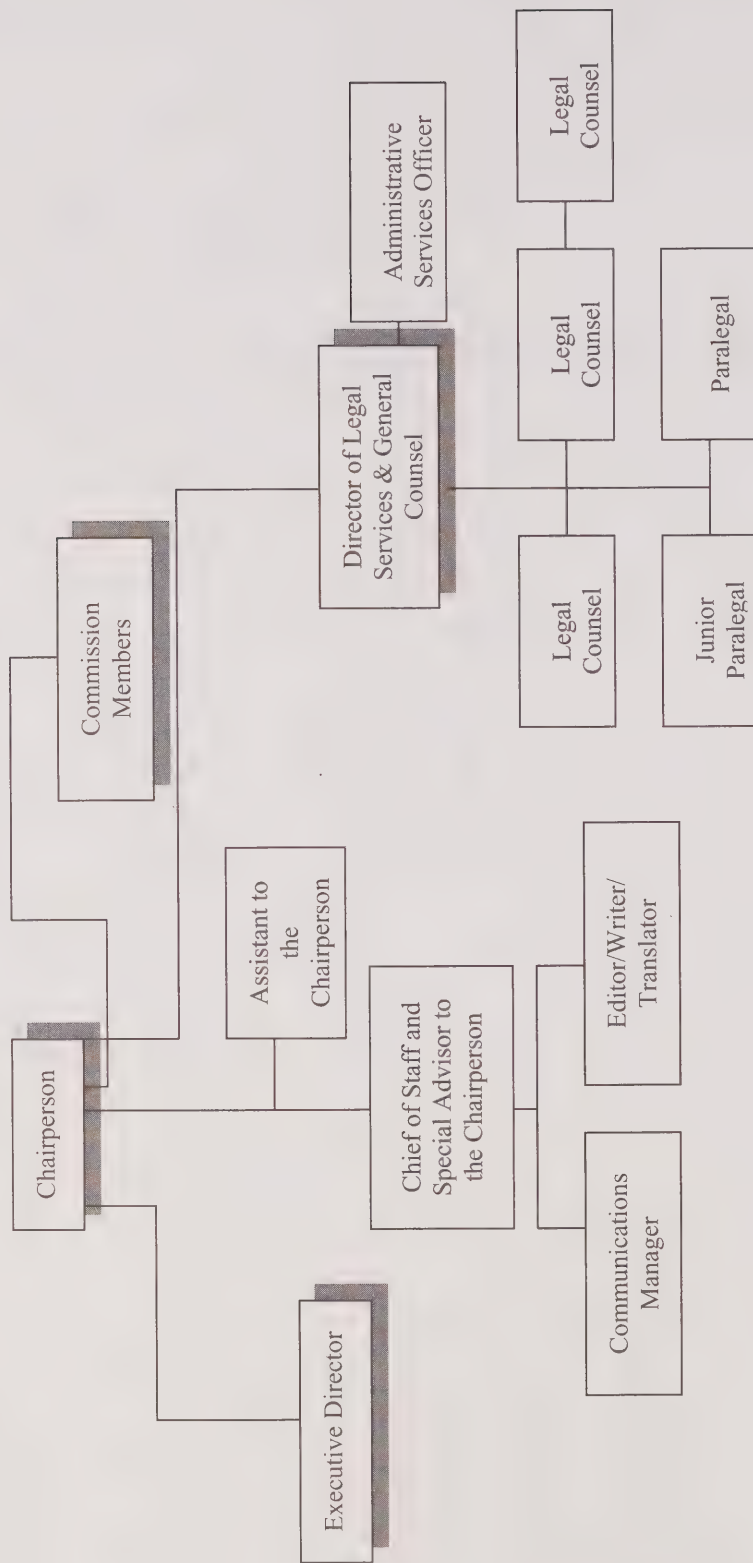 Chairperson
Commission
Members
Assistant to
the
Chairperson
Executive Director
Chief of Staff and
Special Advisor to
the Chairperson
Director of Legal
Services & General
Counsel
Administrative
Services Officer
Communications
Manager
Editor/Writer/
Translator
Legal
Counsel
Legal
Counsel
Legal
Counsel
Junior
Paralegal
Paralegal